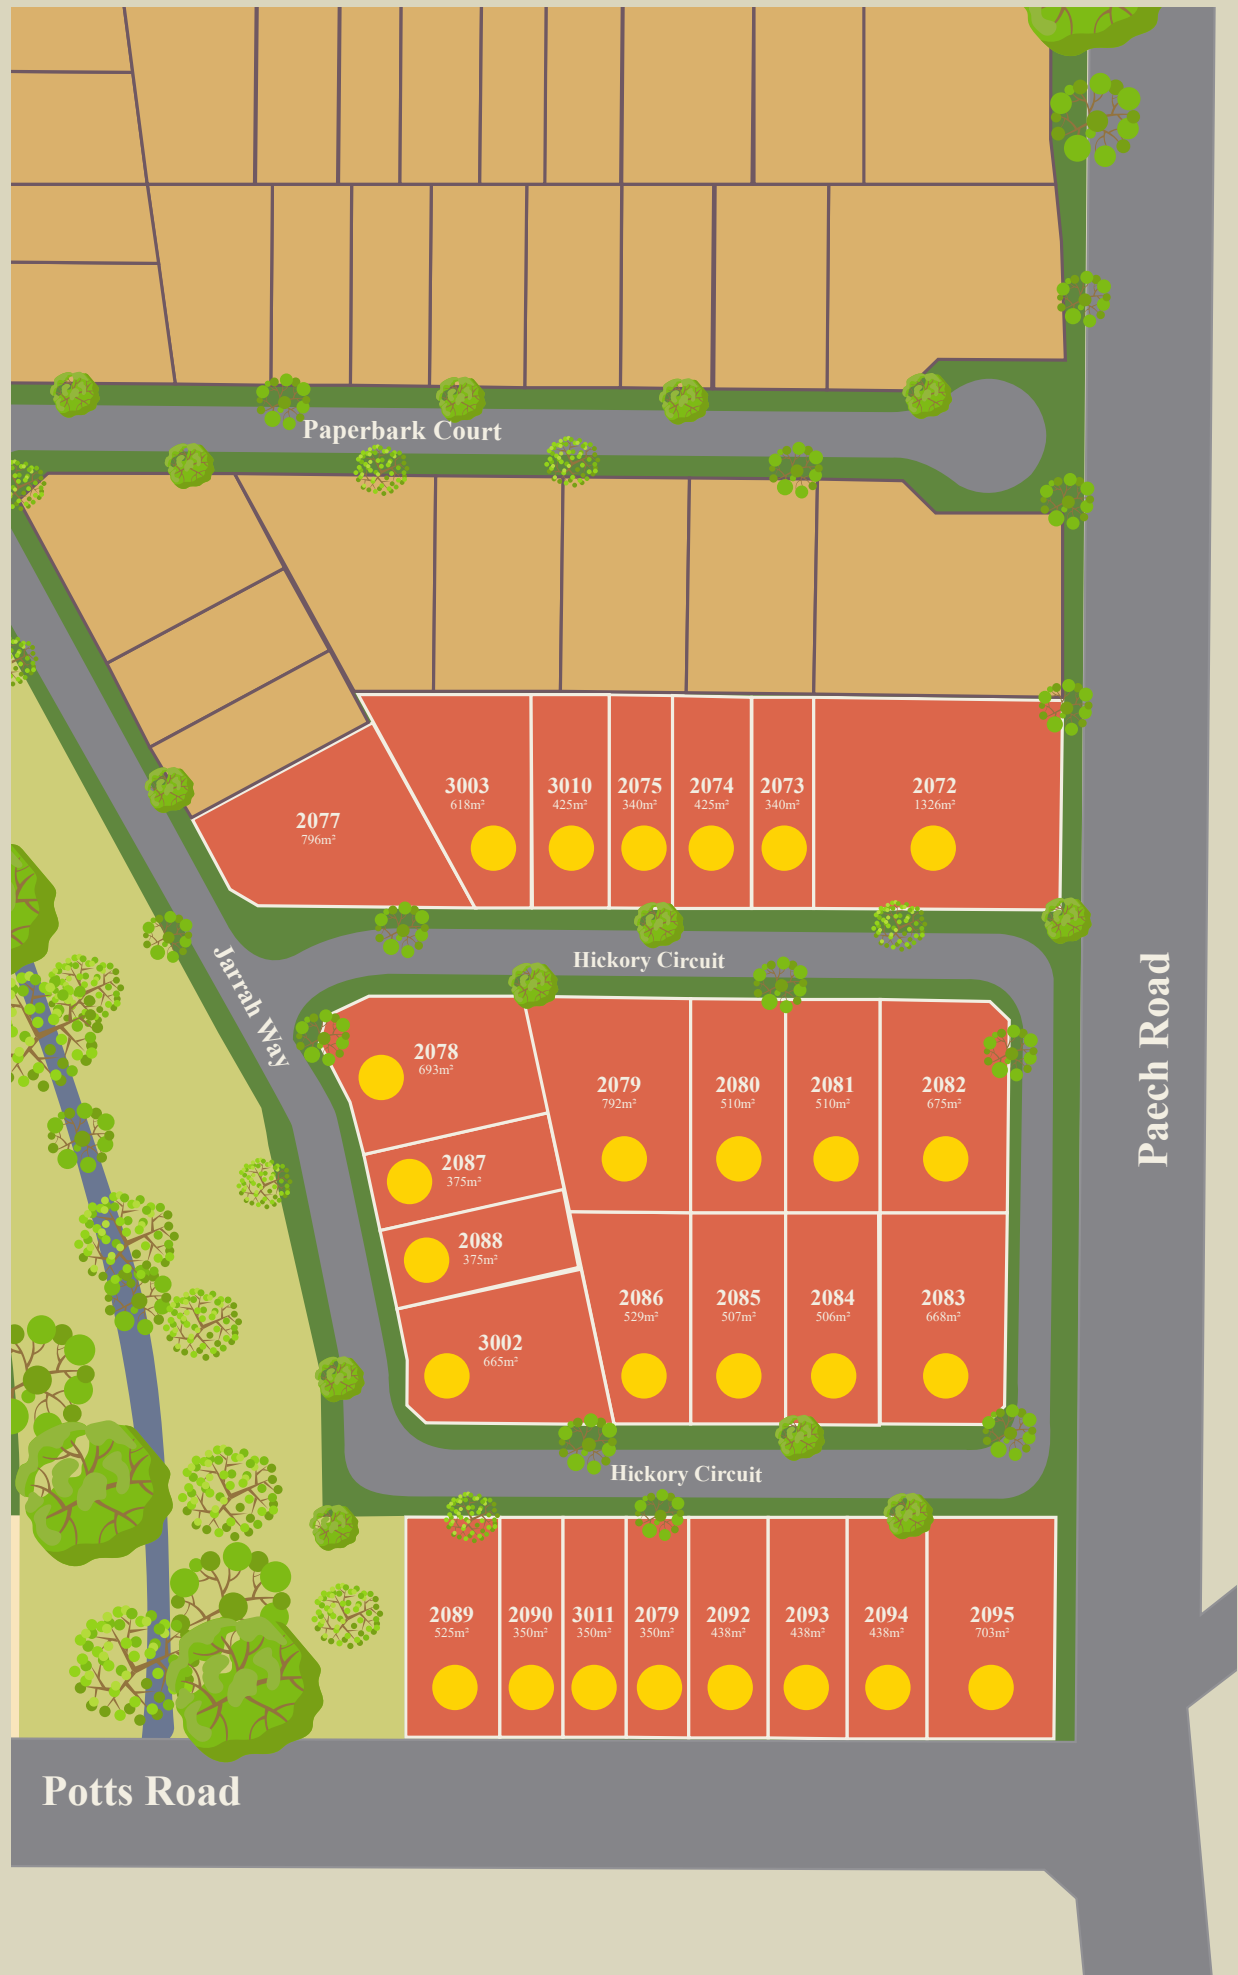 Paperbark Court
3003
618m²
3010
425m²
2075
340m²
2074
425m²
2073
340m²
2072
1326m²
2077
796m²
Jarrah Way
Hickory Circuit
Paech Road
2078
693m²
2079
792m²
2080
510m²
2081
510m²
2082
675m²
2087
375m²
2088
375m²
3002
665m²
2086
529m²
2085
507m²
2084
506m²
2083
668m²
Hickory Circuit
2089
525m²
2090
350m²
3011
350m²
2079
350m²
2092
438m²
2093
438m²
2094
438m²
2095
703m²
Potts Road